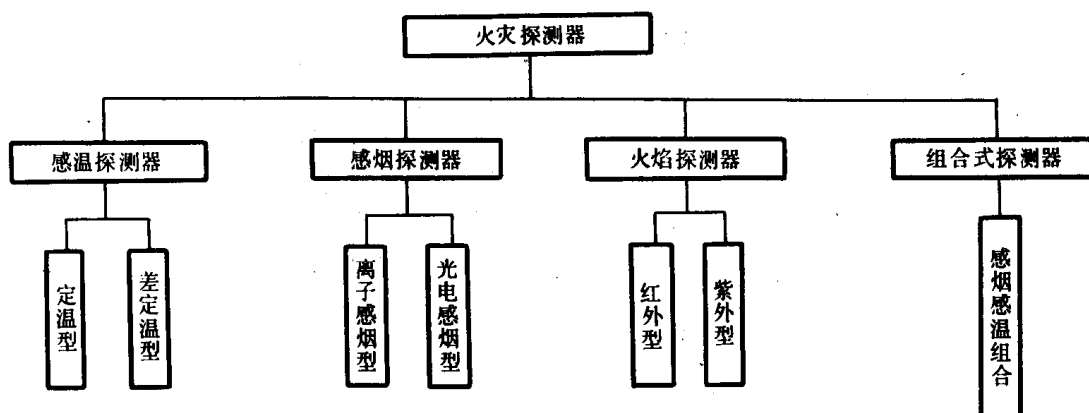 火灾探测器
感温探测器
感烟探测器
火焰探测器
组合式探测器
定温型
差定温型
离子感烟型
光电感烟型
红外型
紫外型
感烟感温组合